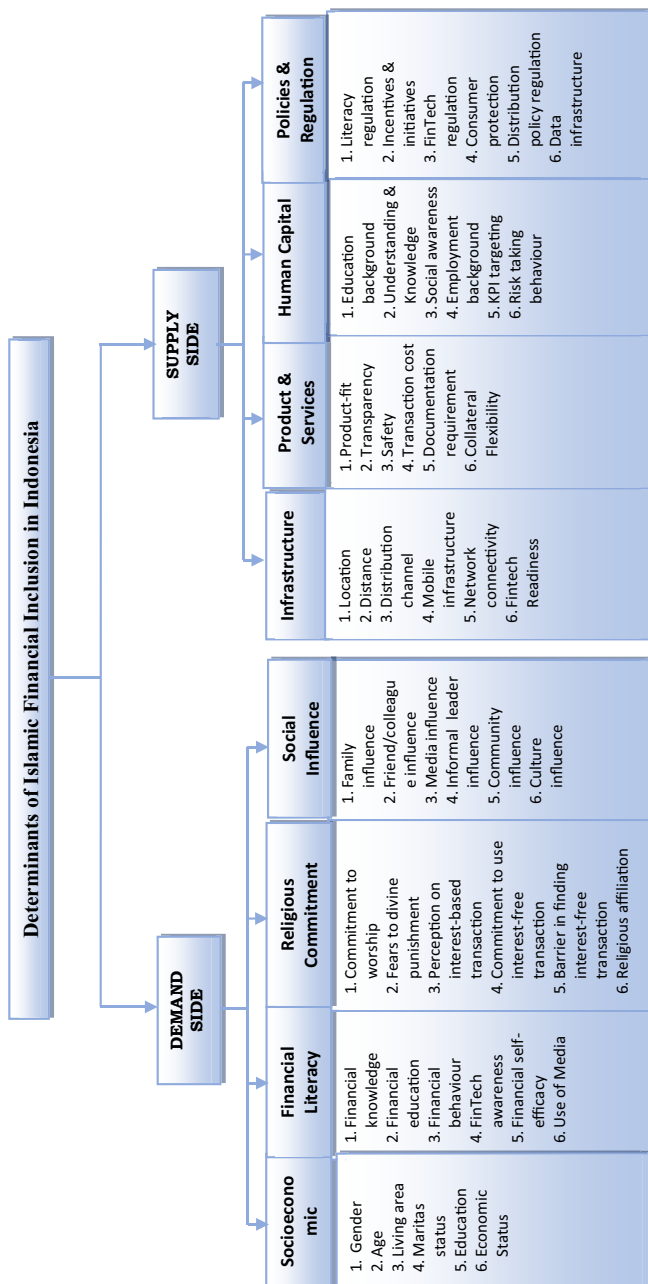 Determinants of Islamic Financial Inclusion in Indonesia
DEMAND
SIDE
SUPPLY
SIDE
Socioecono
mic
1. Gender
2. Age
3. Living area
4. Maritas
status
5. Education
6. Economic
Status
Financial
Literacy
1. Financial
knowledge
2. Financial
education
3. Financial
behaviour
4. FinTech
awareness
5. Financial self-
efficacy
6. Use of Media
Religious
Commitment
1. Commitment to
worship
2. Fears to divine
punishment
3. Perception on
interest-based
transaction
4. Commitment to use
interest-free
transaction
5. Barrier in finding
interest-free
transaction
6. Religious affiliation
Social
Influence
1. Family
influence
2. Friend/colleagu
e influence
3. Media influence
4. Informal leader
influence
5. Community
influence
6. Culture
influence
Infrastructure
1. Location
2. Distance
3. Distribution
channel
4. Mobile
infrastructure
5. Network
connectivity
6. Fintech
Readiness
Product &
Services
1. Product-fit
2. Transparency
3. Safety
4. Transaction cost
5. Documentation
requirement
6. Collateral
Flexibility
Human Capital
1. Education
background
2. Understanding &
Knowledge
3. Social awareness
4. Employment
background
5. KPI targeting
6. Risk taking
behaviour
Policies &
Regulation
1. Literacy
regulation
2. Incentives &
initiatives
3. FinTech
regulation
4. Consumer
protection
5. Distribution
policy regulation
6. Data
infrastructure